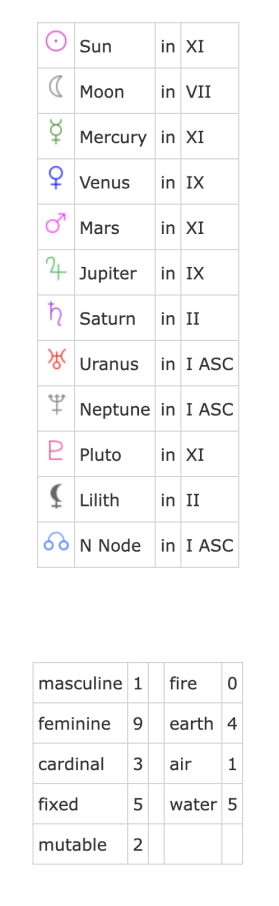 Sun in XI
Moon in VII
Mercury in XI
Venus in IX
Mars in XI
Jupiter in IX
Saturn in II
Uranus in I ASC
Neptune in I ASC
Pluto in XI
Lilith in II
N Node in I ASC
masculine 1 fire 0
feminine 9 earth 4
cardinal 3 air 1
fixed 5 water 5
mutable 2